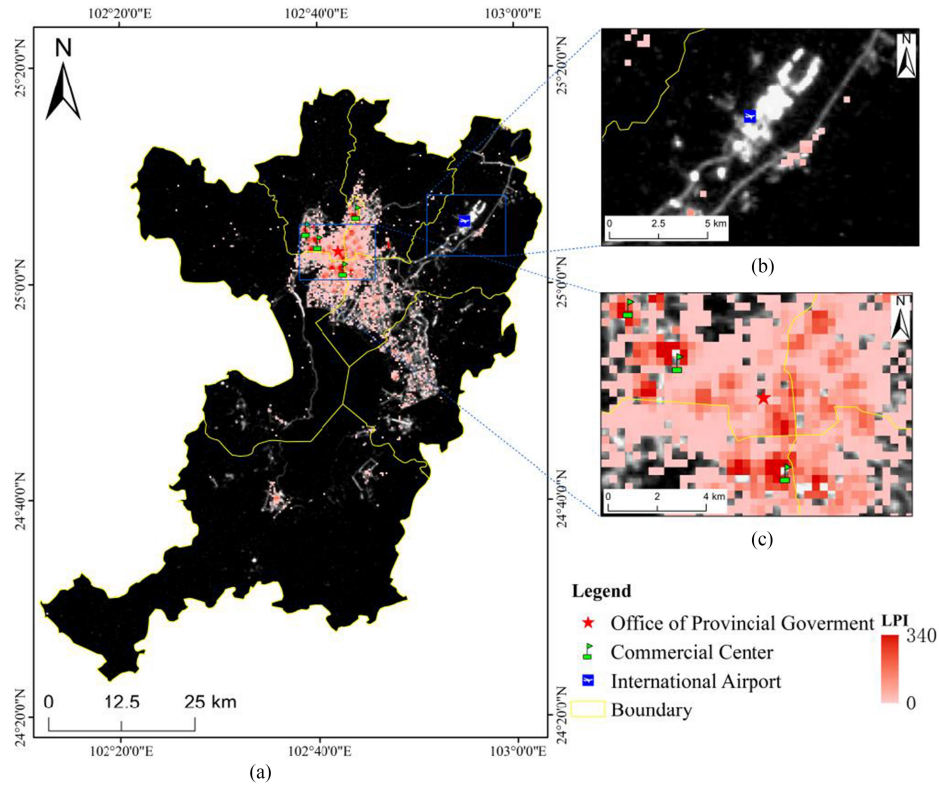 102°20'0"E 102°40'0"E 103°0'0"E
25°20'0"N
25°0'0"N
24°40'0"N
24°20'0"N
N
25°20'0"N
25°0'0"N
24°40'0"N
24°20'0"N
0 12.5 25 km
102°20'0"E 102°40'0"E 103°0'0"E
(a)
N
0 2.5 5 km
(b)
N
0 2 4 km
(c)
Legend
Office of Provincial Goverment
Commercial Center
International Airport
Boundary
LPI
340
0